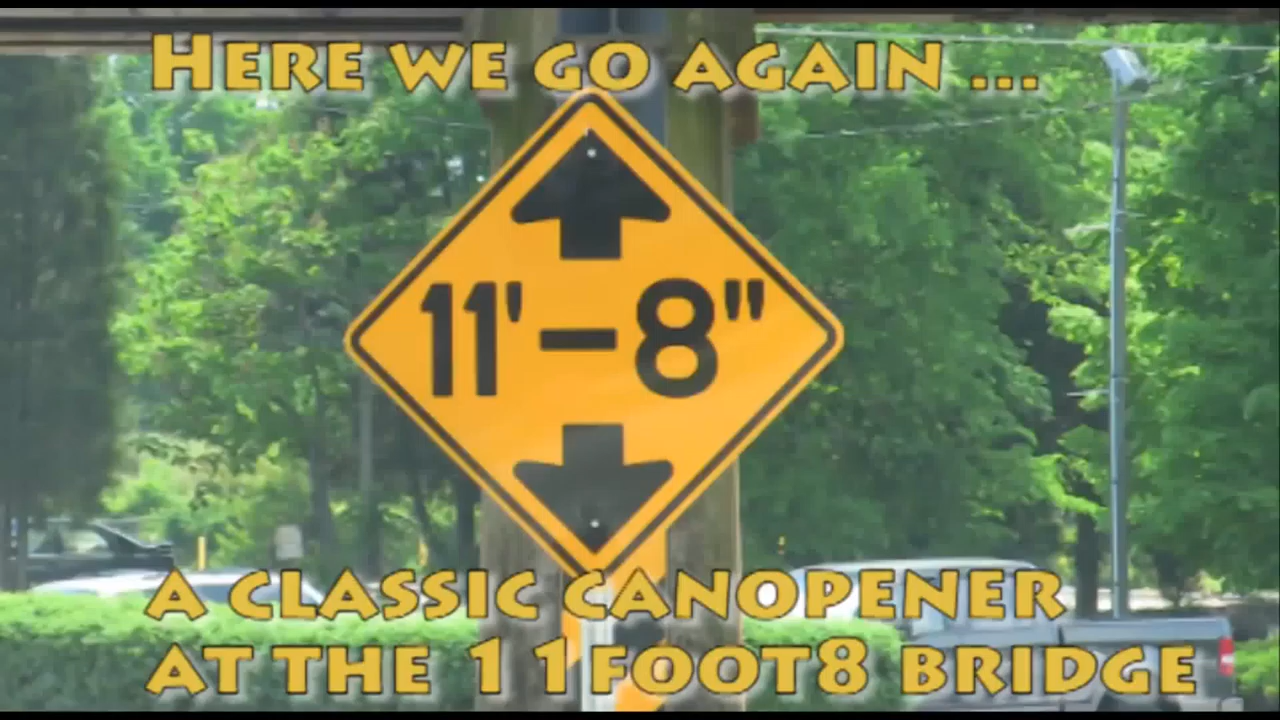 HERE WE GO AGAIN ...
11'-8"
A CLASSIC CANOPENER
AT THE 11FOOT8 BRIDGE